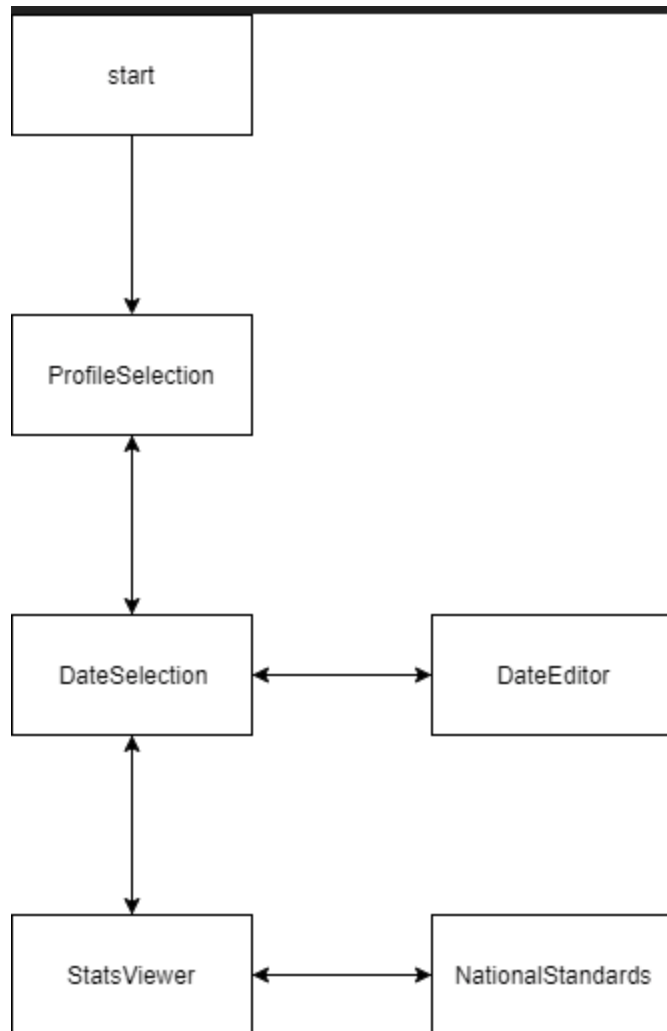 start
ProfileSelection
DateSelection
DateEditor
StatsViewer
NationalStandards